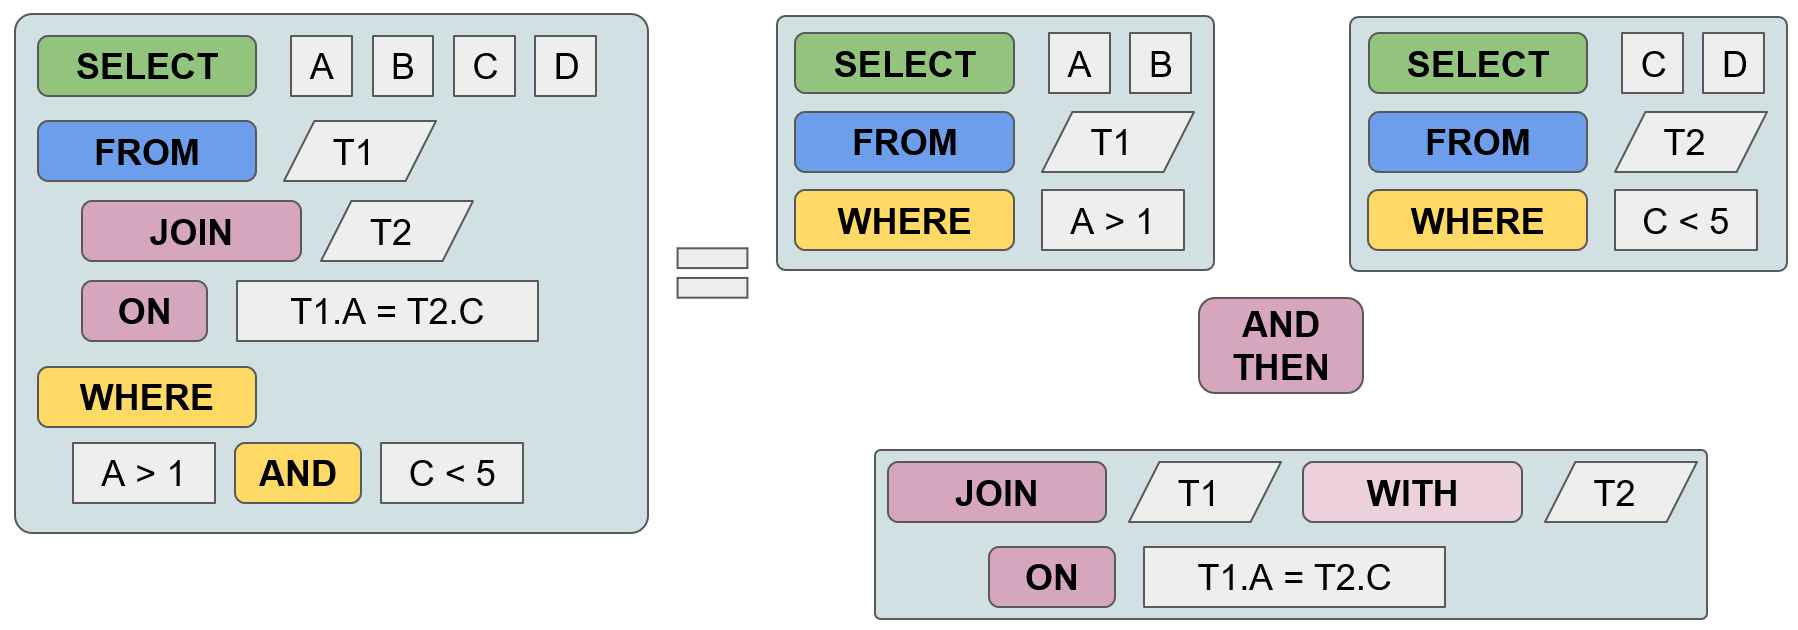 SELECT A B C D
FROM T1
JOIN T2
ON T1.A = T2.C
WHERE
A > 1 AND C < 5
SELECT A B
FROM T1
WHERE A > 1
SELECT C D
FROM T2
WHERE C < 5
AND
THEN
JOIN T1 WITH T2
ON T1.A = T2.C